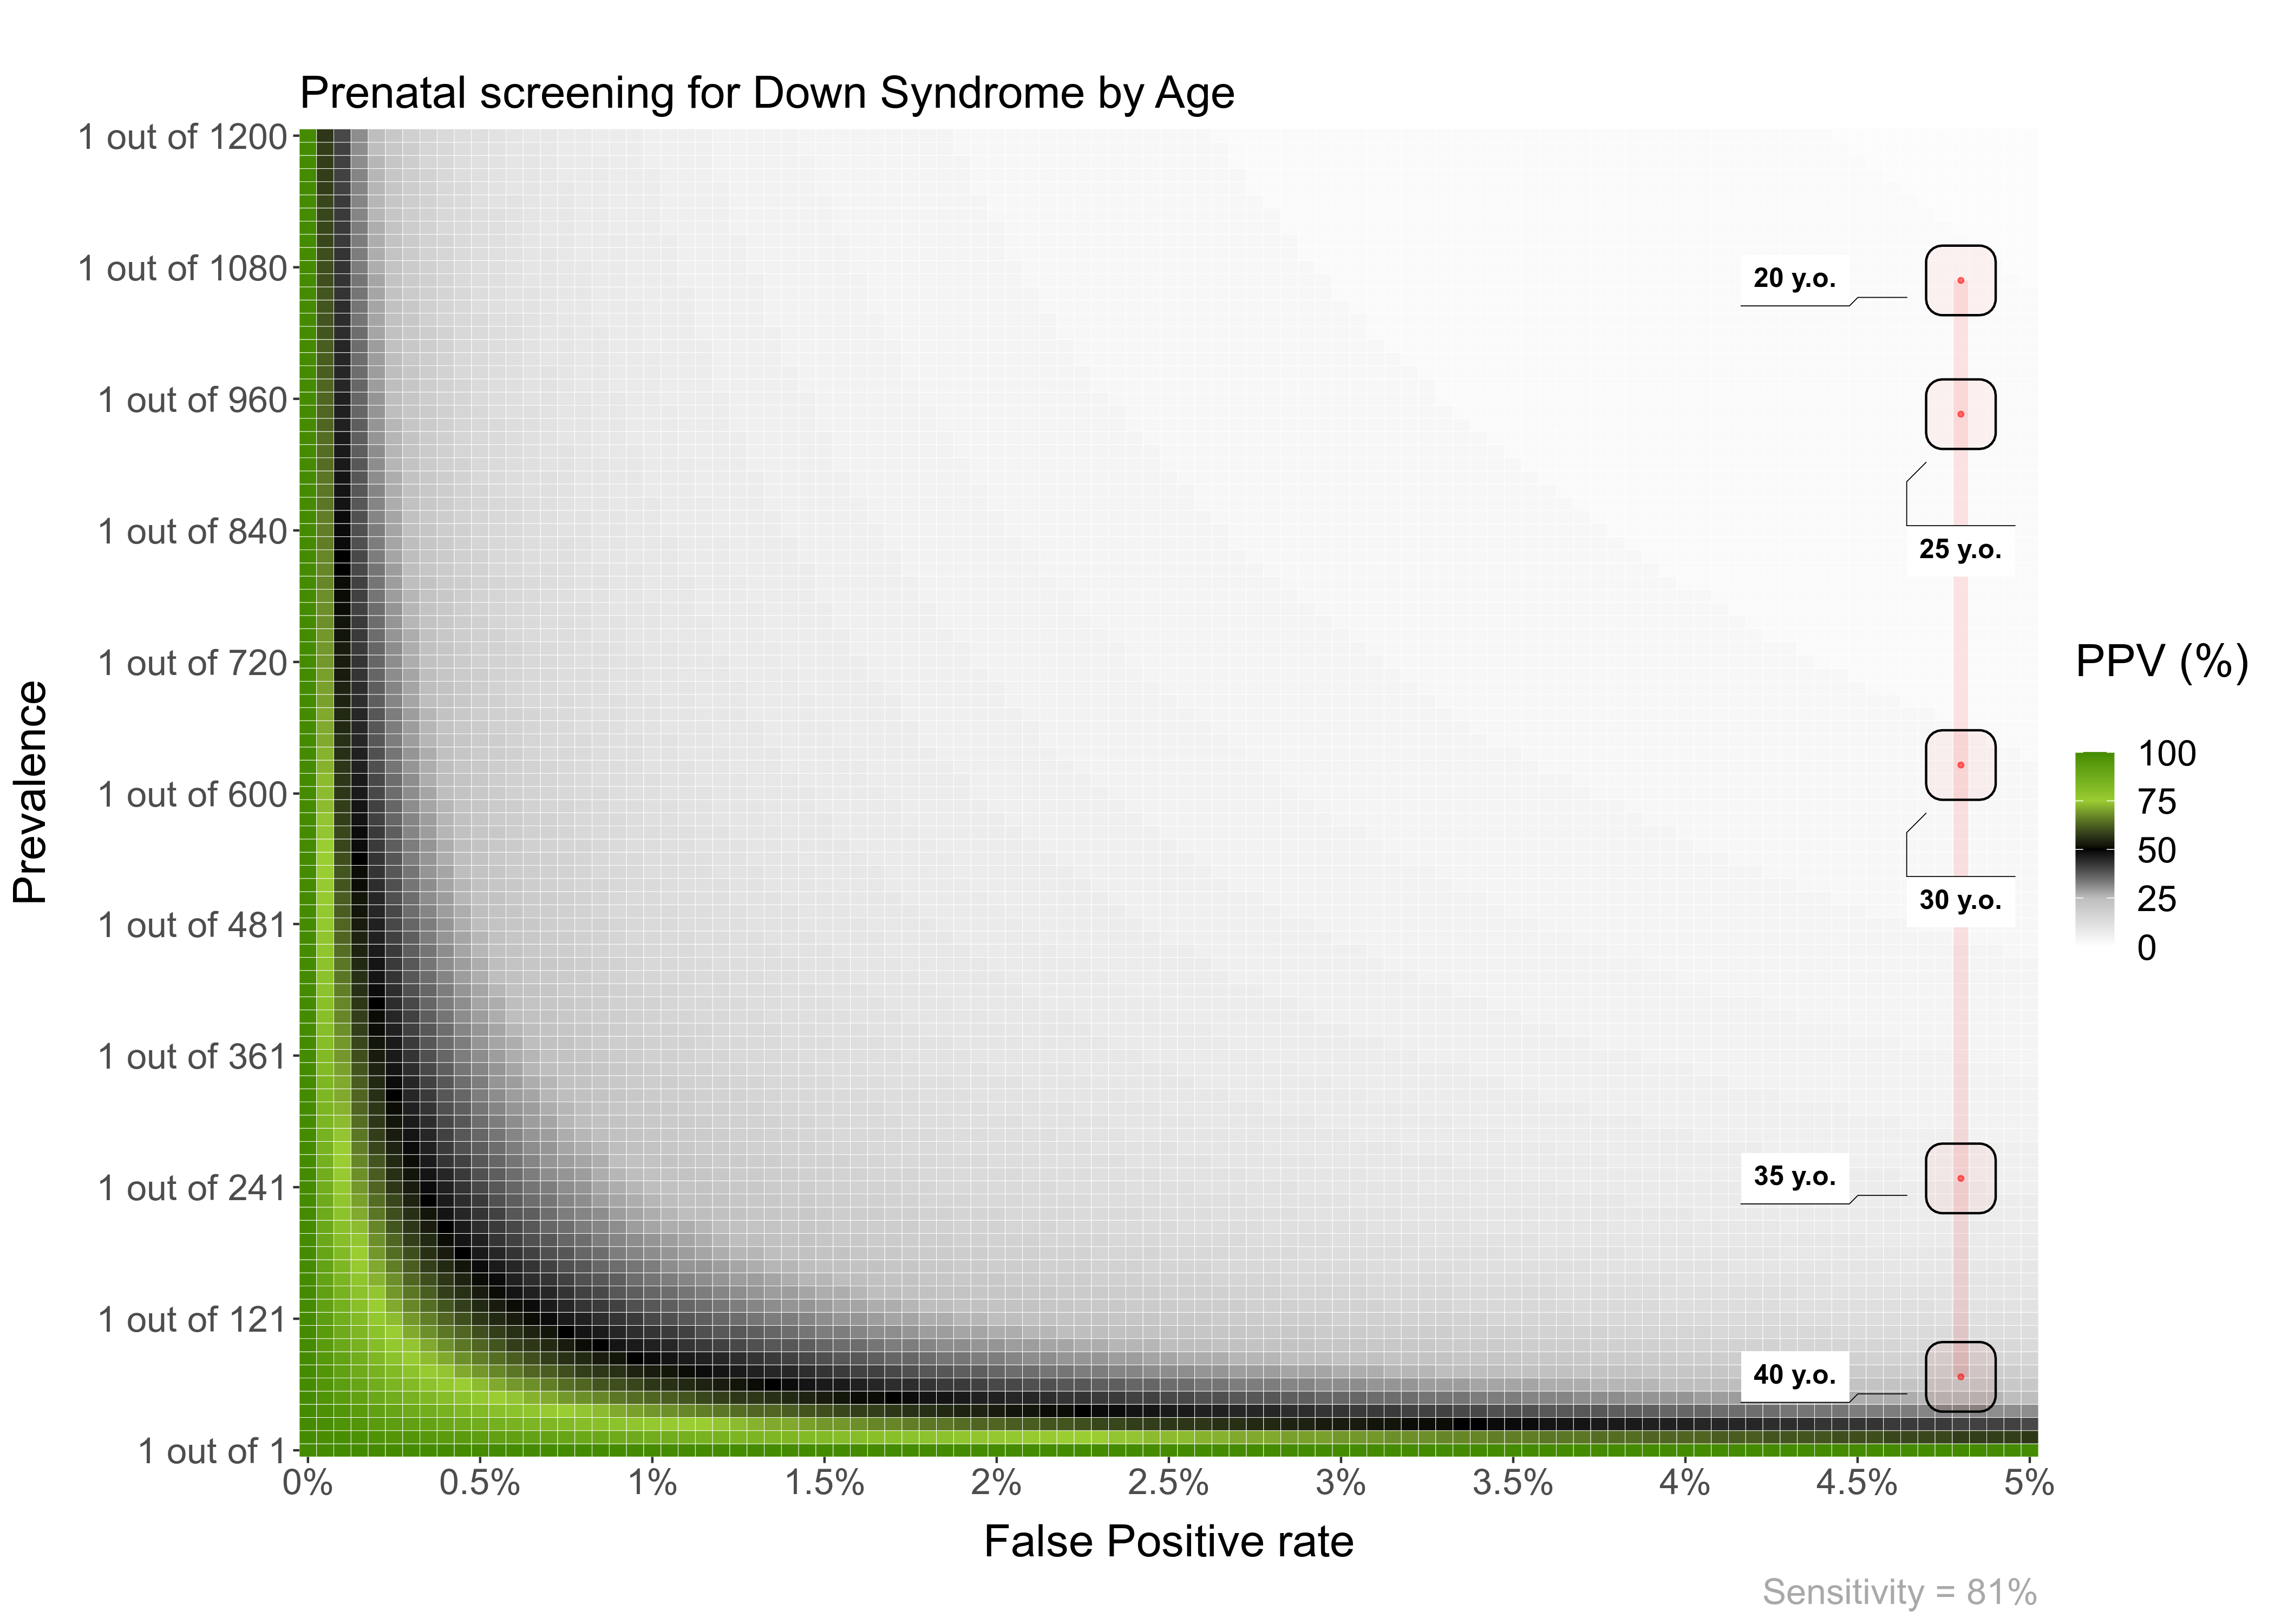 Prenatal screening for Down Syndrome by Age
1 out of 1200
1 out of 1080
1 out of 960
1 out of 840
1 out of 720
1 out of 600
1 out of 481
1 out of 361
1 out of 241
1 out of 121
1 out of 1
Prevalence
20 y.o.
25 y.o.
30 y.o.
35 y.o.
40 y.o.
PPV (%)
100
75
50
25
0
0% 0.5% 1% 1.5% 2% 2.5% 3% 3.5% 4% 4.5% 5%
False Positive rate
Sensitivity = 81%